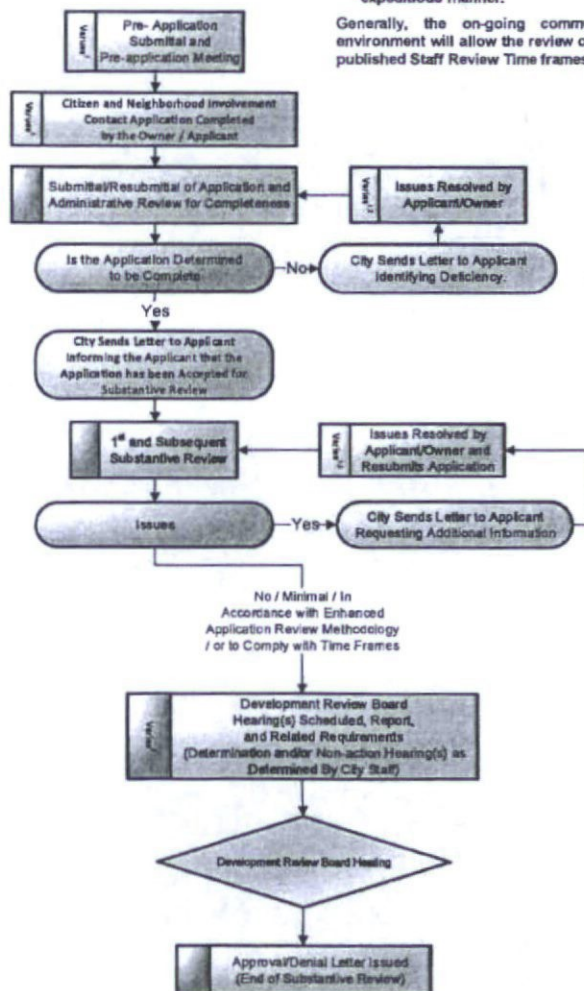 expeditious manner.
Generally, the on-going comm
environment will allow the review o
published Staff Review Time frames
Pre- Application
Submittal and
Pre-application Meeting
Varies
Citizen and Neighborhood Involvement
Contact Application Completed
by the Owner / Applicant
Varies
Submittal/Resubmittal of Application and
Administrative Review for Completeness
Issues Resolved by
Applicant/Owner
Varies
Is the Application Determined
to be Complete
No
City Sends Letter to Applicant
Identifying Deficiency.
Yes
City Sends Letter to Applicant
Informing the Applicant that the
Application has been Accepted for
Substantive Review
1st and Subsequent
Substantive Review
Issues Resolved by
Applicant/Owner and
Resubmits Application
Varies
Issues
Yes
City Sends Letter to Applicant
Requesting Additional Information
No / Minimal / In
Accordance with Enhanced
Application Review Methodology
/ or to Comply with Time Frames
Development Review Board
Hearing(s) Scheduled, Report,
and Related Requirements
(Determination and/or Non-action Hearing(s) as
Determined By City Staff)
Varies
Development Review Board Hearing
Approval/Denial Letter Issued
(End of Substantive Review)